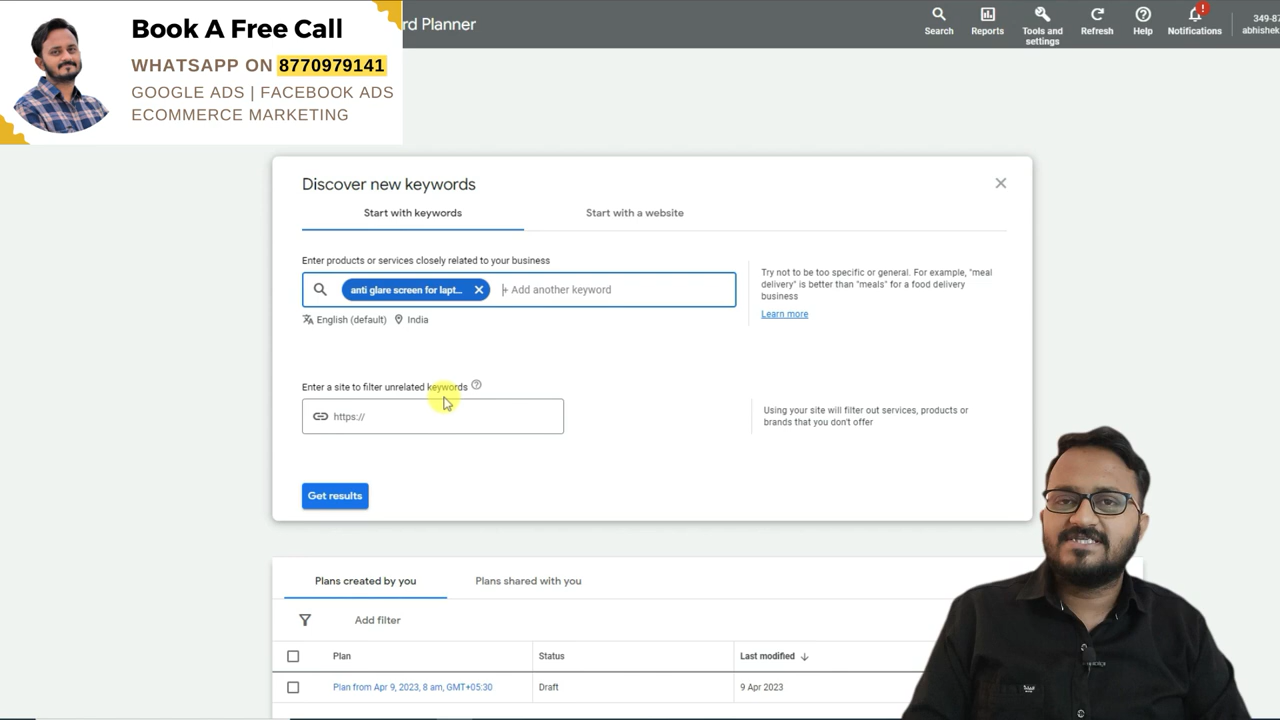 Book A Free Call
WHATSAPP ON 8770979141
GOOGLE ADS | FACEBOOK ADS
ECOMMERCE MARKETING
rd Planner
Search
Reports
Tools and
settings
Refresh
Help
!
Notifications
349-87
abhishek
Discover new keywords
Start with keywords
Start with a website
Enter products or services closely related to your business
anti glare screen for lapt...
+ Add another keyword
English (default)
India
Try not to be too specific or general. For example, "meal
delivery" is better than "meals" for a food delivery
business
Learn more
Enter a site to filter unrelated keywords
https://
Using your site will filter out services, products or
brands that you don't offer
Get results
Plans created by you
Plans shared with you
Add filter
Plan
Status
Last modified
Plan from Apr 9, 2023, 8 am, GMT+05:30
Draft
9 Apr 2023